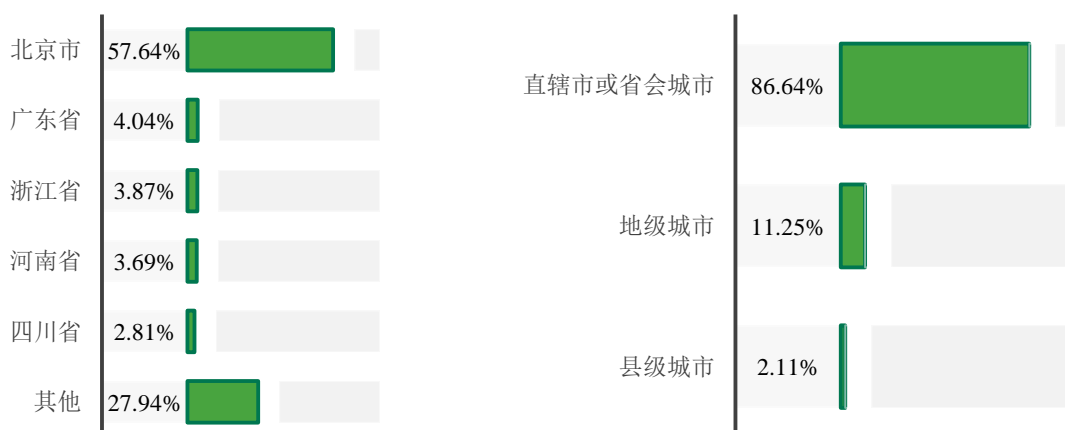 北京市 57.64%
广东省 4.04%
浙江省 3.87%
河南省 3.69%
四川省 2.81%
其他 27.94%
直辖市或省会城市 86.64%
地级城市 11.25%
县级城市 2.11%